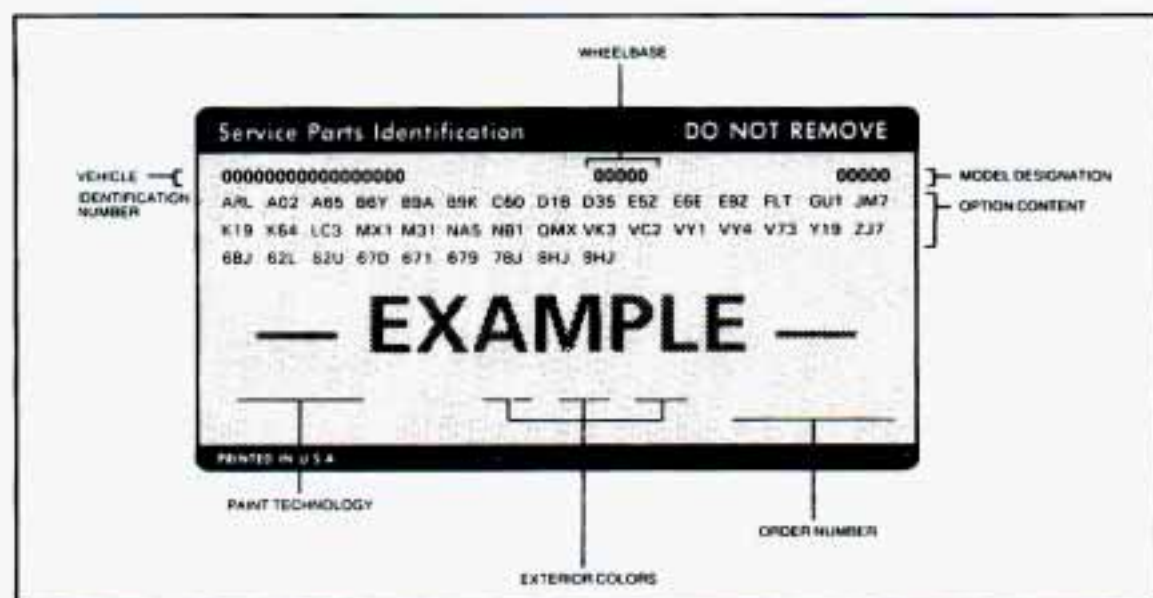 WHEELBASE
Service Parts Identification DO NOT REMOVE
VEHICLE IDENTIFICATION NUMBER
00000000000000000 00000 00000
MODEL DESIGNATION
ARL A02 A65 B6Y B9A B9K C60 D16 D35 E52 E6E E92 FLT GU1 JM7
OPTION CONTENT
K19 K64 LC3 MX1 M31 NA5 NB1 QMX VK3 VC2 VY1 VY4 V73 Y19 ZJ7
6BJ 62L 62U 67D 671 679 78J 8HJ 9HJ
— EXAMPLE —
PRINTED IN U S A
PAINT TECHNOLOGY
ORDER NUMBER
EXTERIOR COLORS